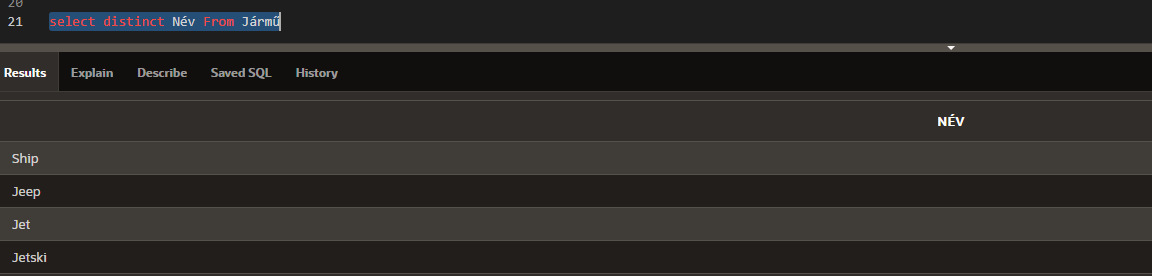 20
21 select distinct Név From Jármű
Results Explain Describe Saved SQL History
NÉV
Ship
Jeep
Jet
Jetski